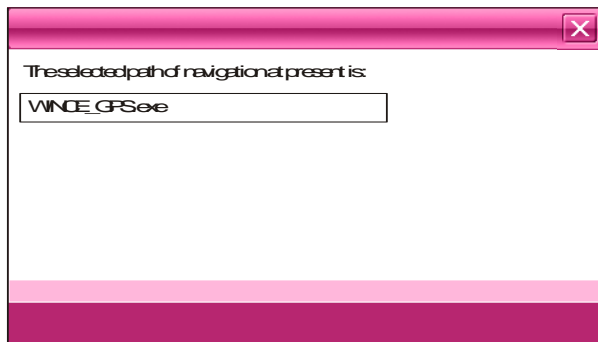 The selected path of navigation at present is:
WINCE_GPS.exe